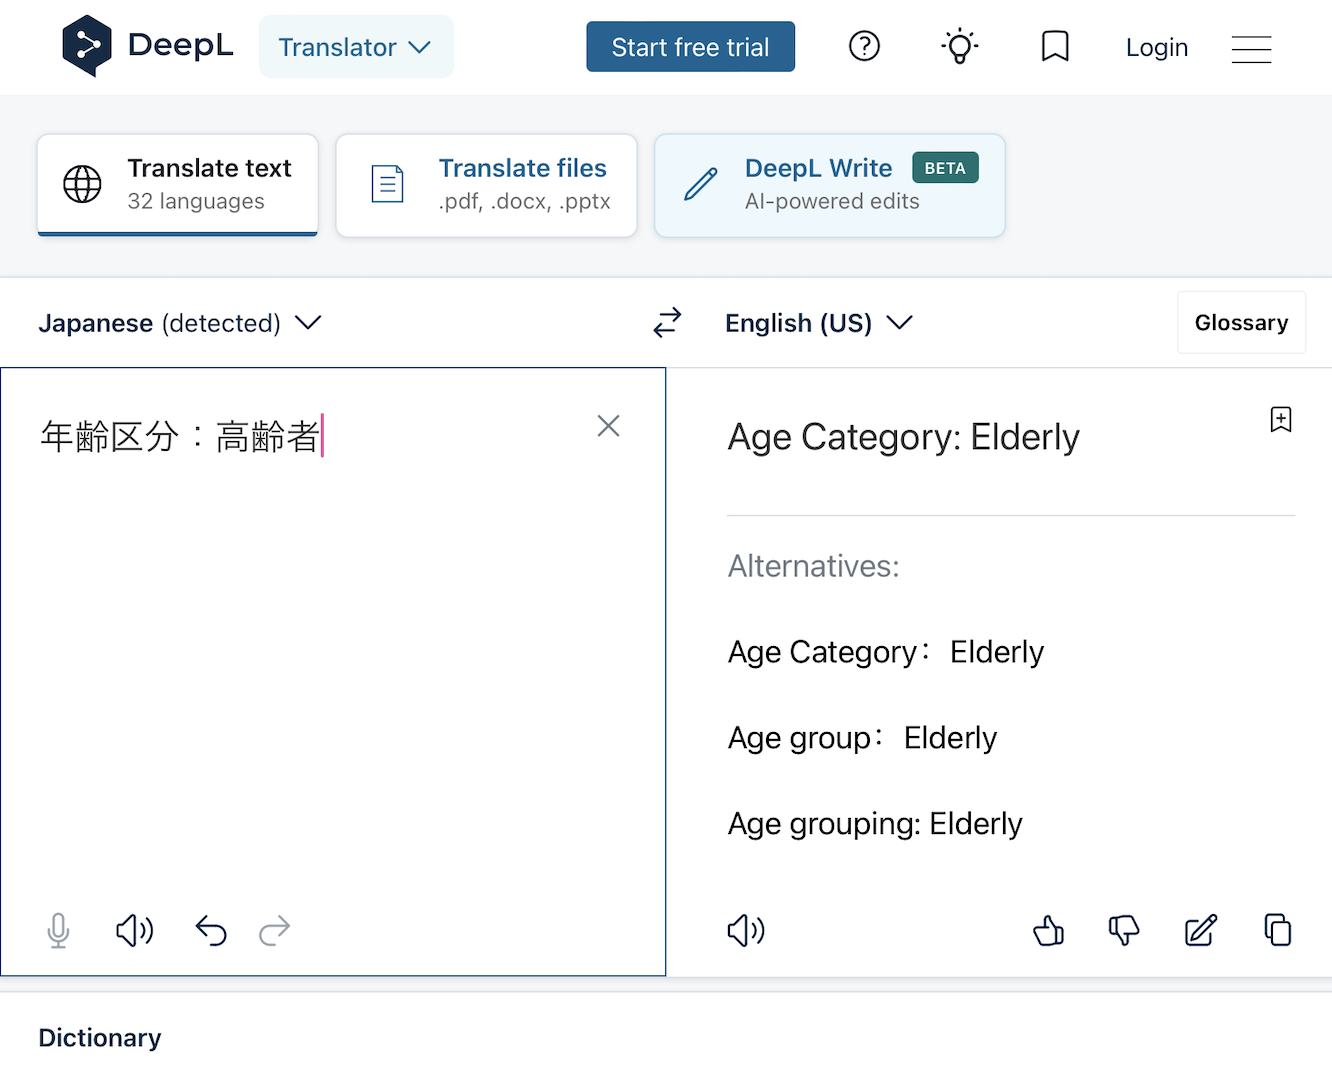 DeepL
Translator
Start free trial
Login
Translate text
32 languages
Translate files
.pdf, .docx, .pptx
DeepL Write BETA
AI-powered edits
Japanese (detected)
English (US)
Glossary
年齢区分：高齢者
Age Category: Elderly
Alternatives:
Age Category： Elderly
Age group： Elderly
Age grouping: Elderly
Dictionary